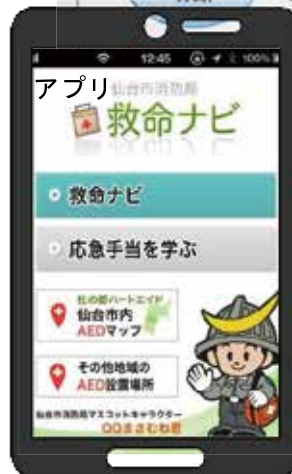 12:45
100%
アプリ
仙台市消防局
救命ナビ
救命ナビ
応急手当を学ぶ
杜の都ハートエイド
仙台市内
AEDマップ
その他地域の
AED設置場所
仙台市消防局マスコットキャラクター
QQまさむね君